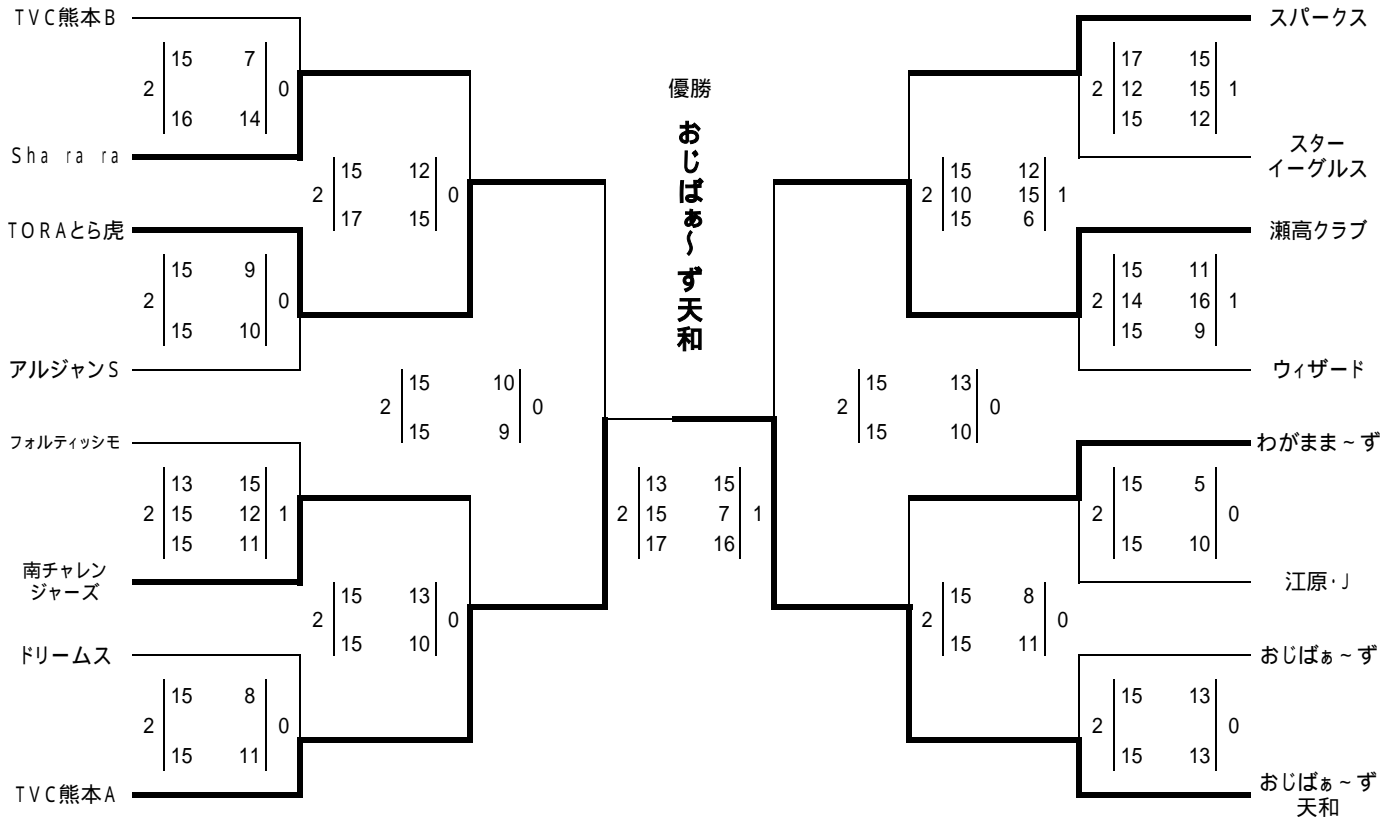 TVC熊本B
15 7
2 0
16 14
Sha ra ra
15 12
2 0
17 15
TORAとら虎
15 9
2 0
15 10
アルジャンS
15 10
2 0
15 9
フォルティッシモ
13 15
2 15 12 1
15 11
南チャレン
ジャーズ
15 13
2 0
15 10
ドリームス
15 8
2 0
15 11
TVC熊本A
優勝
おじばぁ～ず天和
13 15
2 15 7 1
17 16
スパークス
17 15
2 12 15 1
15 12
スター
イーグルス
15 12
2 10 15 1
15 6
瀬高クラブ
15 11
2 14 16 1
15 9
ウィザード
15 13
2 0
15 10
わがまま～ず
15 5
2 0
15 10
江原・J
15 8
2 0
15 11
おじばぁ～ず
15 13
2 0
15 13
おじばぁ～ず
天和